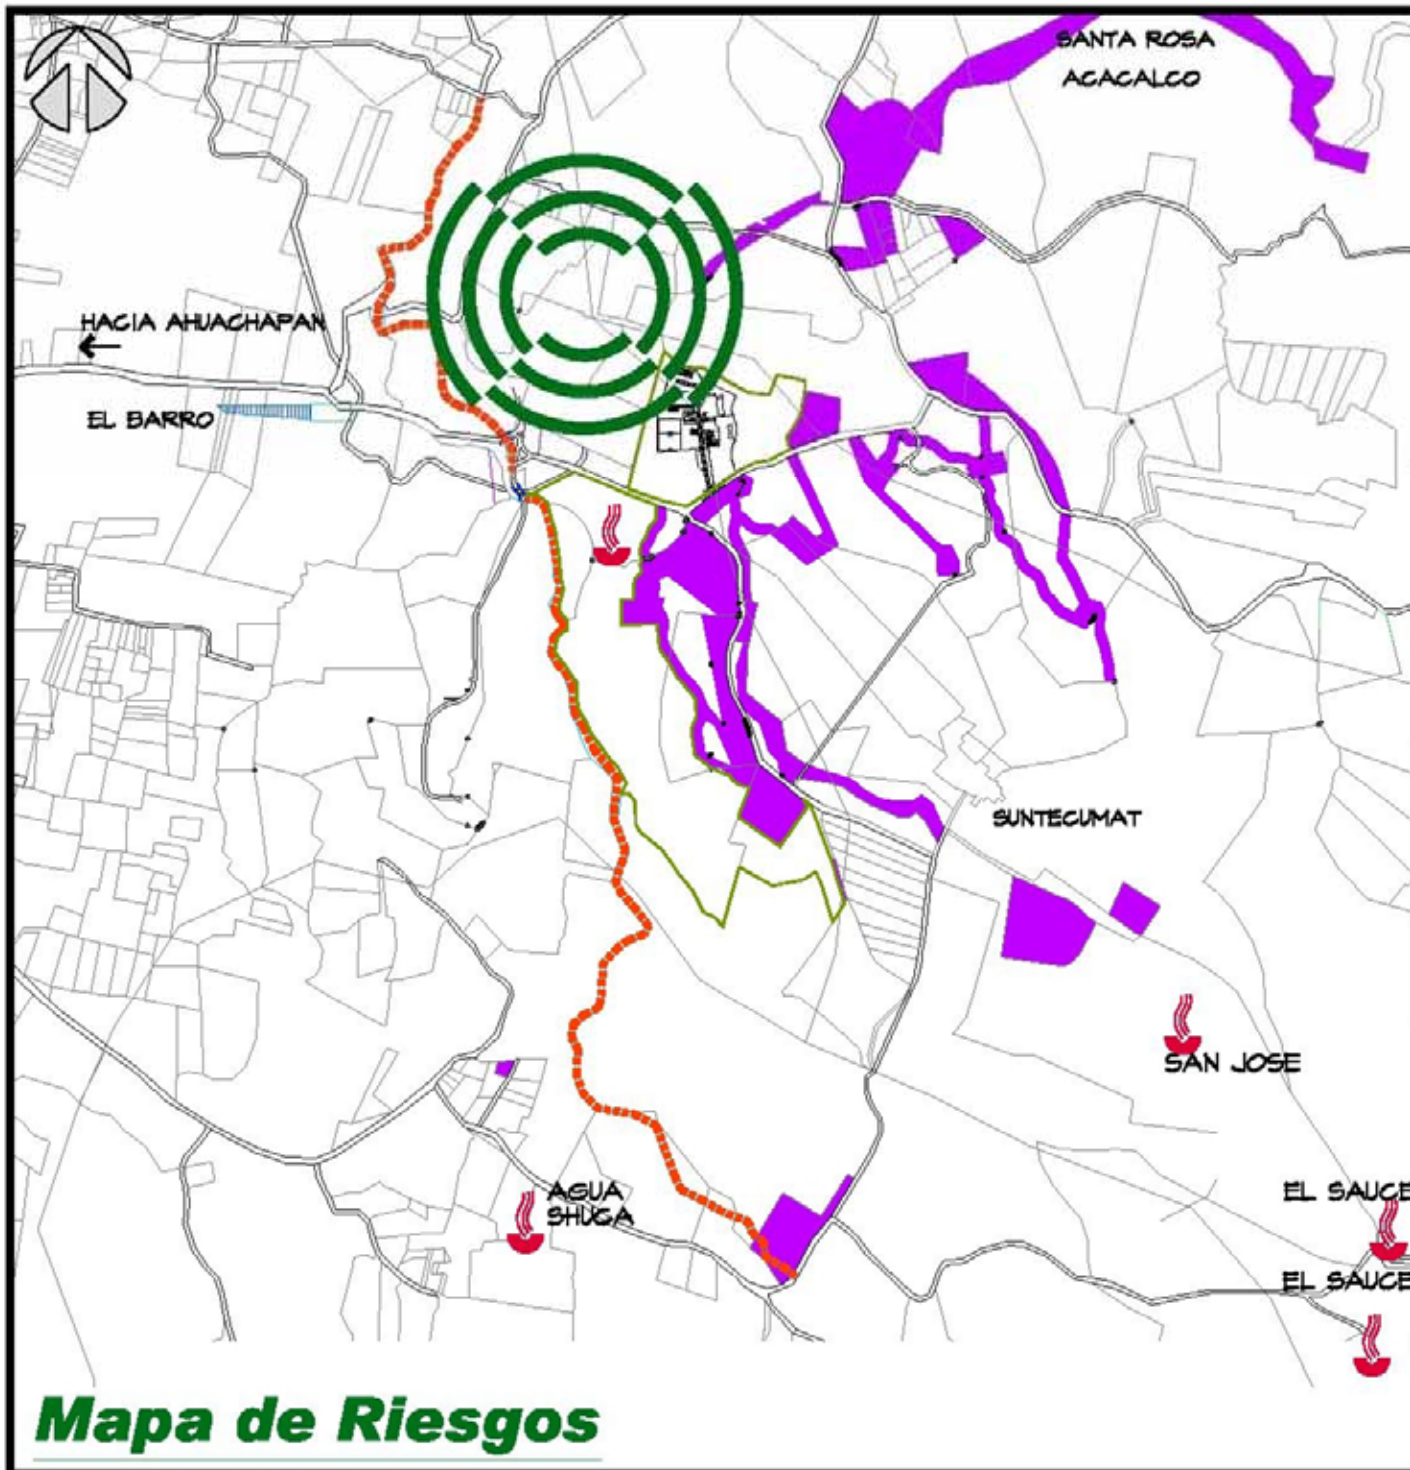 SANTA ROSA
ACACALCO
HACIA AHUACHAPAN
EL BARRO
SUNTECUMAT
SAN JOSE
AGUA
SHUCA
EL SAUCE
EL SAUCE
Mapa de Riesgos